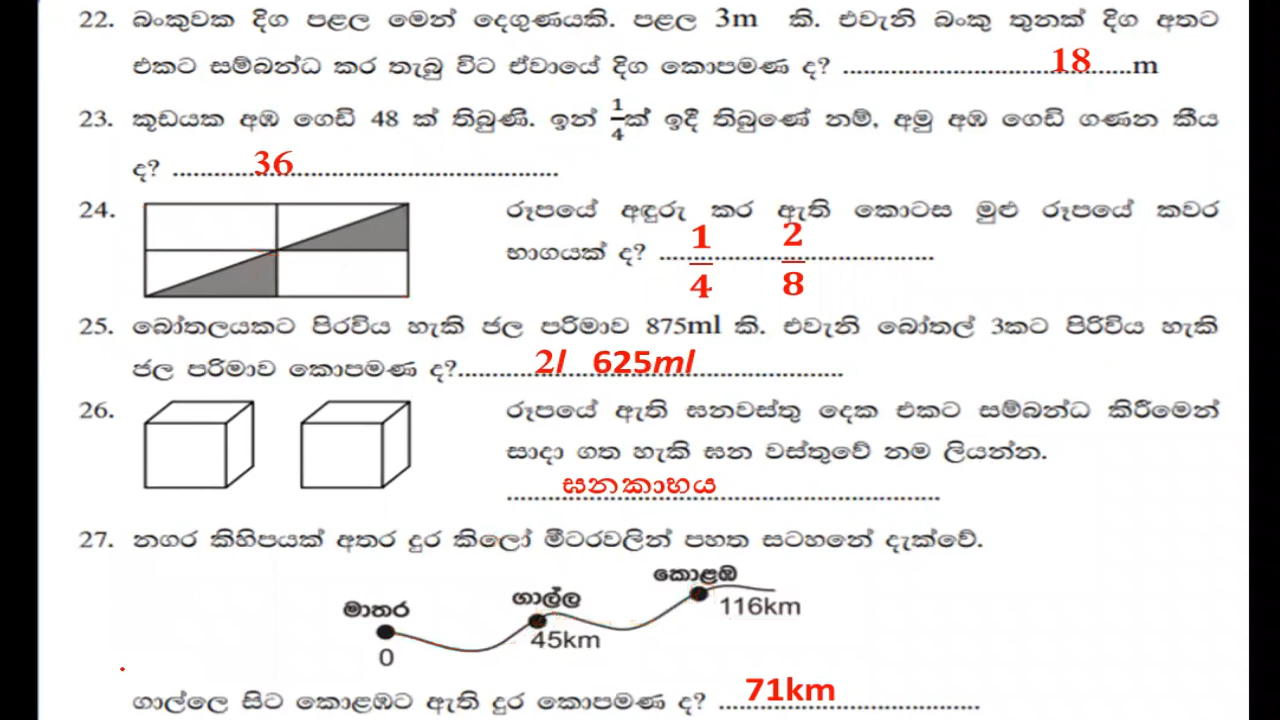 22. බංකුවක දිග පළල මෙන් දෙගුණයකි. පළල 3m කි. එවැනි බංකු තුනක් දිග අතට
එකට සම්බන්ධ කර තැබූ විට ඒවායේ දිග කොපමණ ද? ........................................18........m
23. කූඩයක අඹ ගෙඩි 48 ක් තිබුණි. ඉන් 1/4ක් ඉදී තිබුණේ නම්, අමු අඹ ගෙඩි ගණන කීය
ද? ............36............................................
24. රූපයේ අඳුරු කර ඇති කොටස මුළු රූපයේ කවර
භාගයක් ද? ....1/4............2/8....................
25. බෝතලයකට පිරවිය හැකි ජල පරිමාව 875ml කි. එවැනි බෝතල් 3කට පිරිවිය හැකි
ජල පරිමාව කොපමණ ද?............2l 625ml........................
26. රූපයේ ඇති ඝනවස්තු දෙක එකට සම්බන්ධ කිරීමෙන්
සාදා ගත හැකි ඝන වස්තුවේ නම ලියන්න.
........ඝනකාභය..................................
27. නගර කිහිපයක් අතර දුර කිලෝ මීටරවලින් පහත සටහනේ දැක්වේ.
කොළඹ
ගාල්ල
මාතර
116km
45km
0
ගාල්ලෙ සිට කොළඹට ඇති දුර කොපමණ ද? ....71km......................